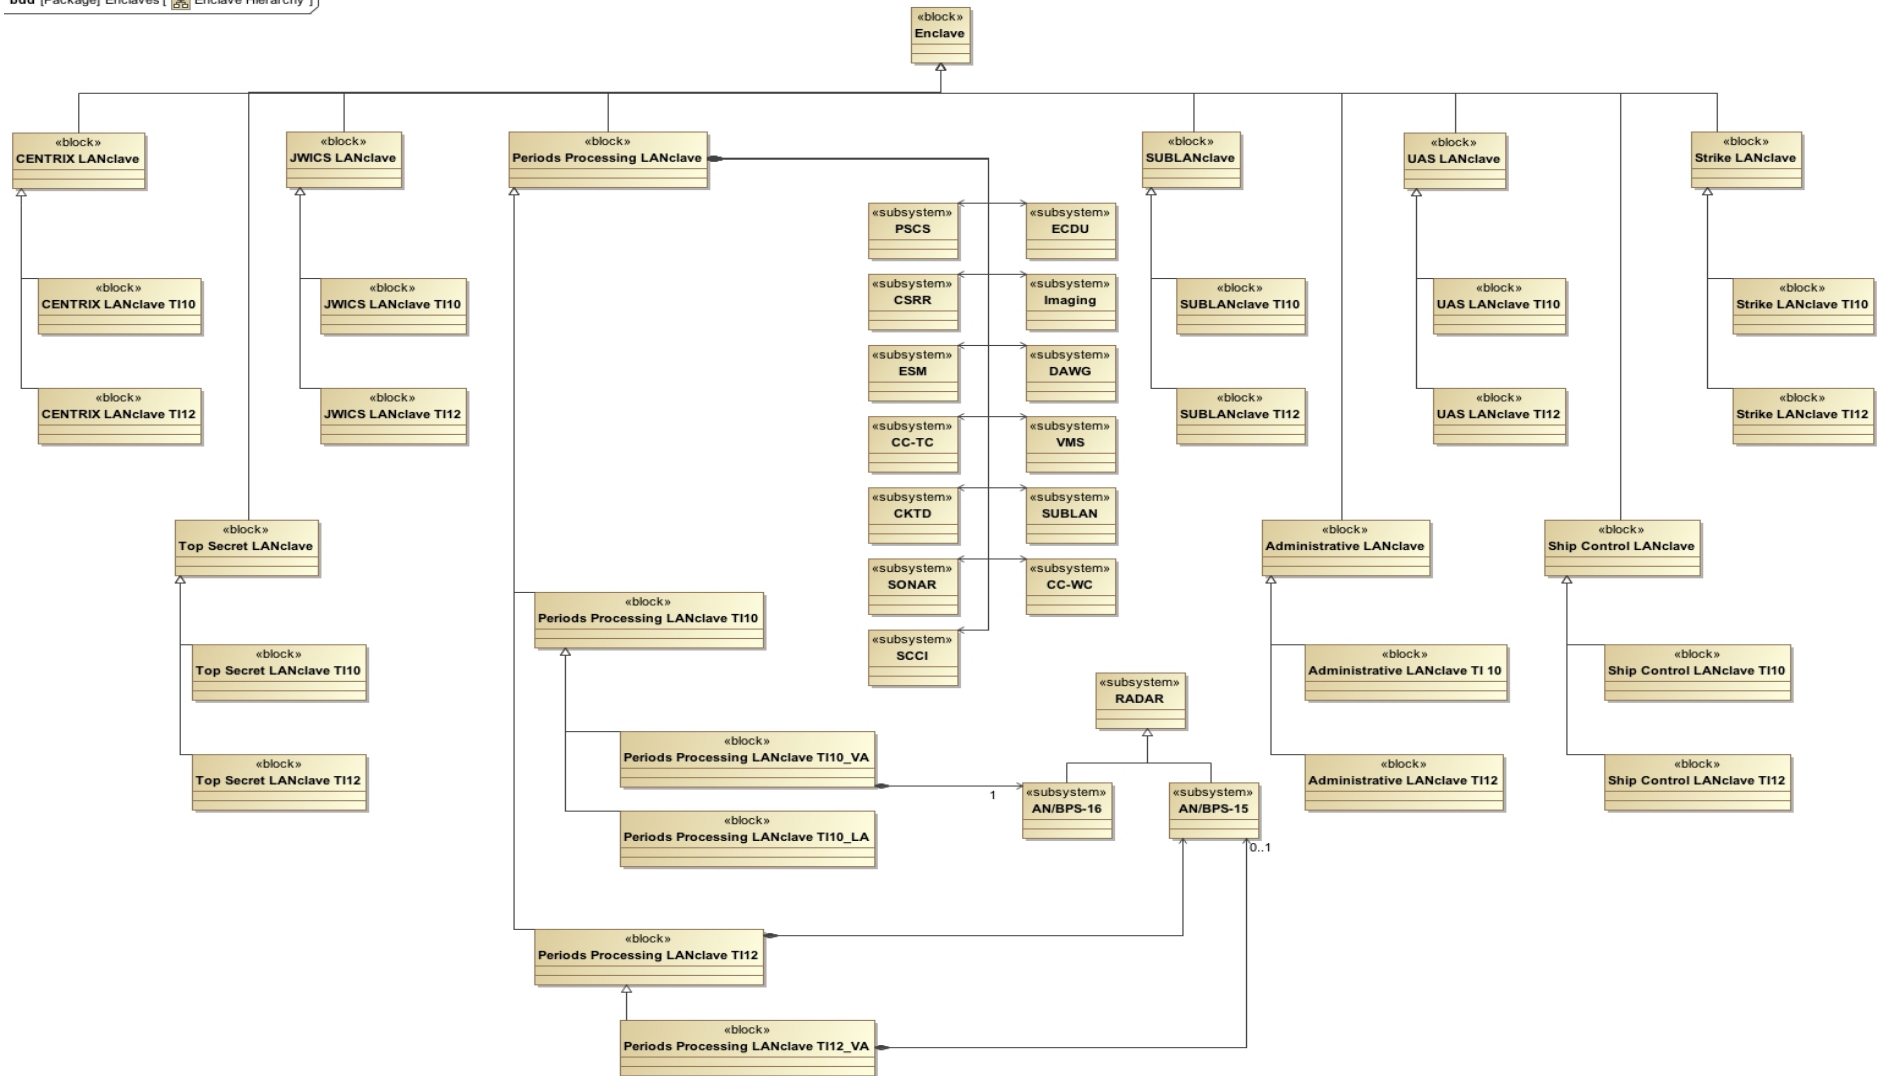 bdd [Package] Enclaves [ Enclave Hierarchy ]
«block»
Enclave
«block»
CENTRIX LANclave
«block»
JWICS LANclave
«block»
Periods Processing LANclave
«block»
SUBLANclave
«block»
UAS LANclave
«block»
Strike LANclave
«subsystem»
PSCS
«subsystem»
ECDU
«subsystem»
CSRR
«subsystem»
Imaging
«block»
CENTRIX LANclave TI10
«block»
JWICS LANclave TI10
«block»
SUBLANclave TI10
«block»
UAS LANclave TI10
«block»
Strike LANclave TI10
«subsystem»
ESM
«subsystem»
DAWG
«block»
CENTRIX LANclave TI12
«block»
JWICS LANclave TI12
«block»
SUBLANclave TI12
«block»
UAS LANclave TI12
«block»
Strike LANclave TI12
«subsystem»
CC-TC
«subsystem»
VMS
«subsystem»
CKTD
«subsystem»
SUBLAN
«block»
Top Secret LANclave
«block»
Administrative LANclave
«block»
Ship Control LANclave
«subsystem»
SONAR
«subsystem»
CC-WC
«block»
Periods Processing LANclave TI10
«subsystem»
SCCI
«block»
Top Secret LANclave TI10
«block»
Administrative LANclave TI 10
«block»
Ship Control LANclave TI10
«subsystem»
RADAR
«block»
Periods Processing LANclave TI10_VA
«block»
Top Secret LANclave TI12
«block»
Administrative LANclave TI12
«block»
Ship Control LANclave TI12
1
«subsystem»
AN/BPS-16
«subsystem»
AN/BPS-15
«block»
Periods Processing LANclave TI10_LA
0..1
«block»
Periods Processing LANclave TI12
«block»
Periods Processing LANclave TI12_VA